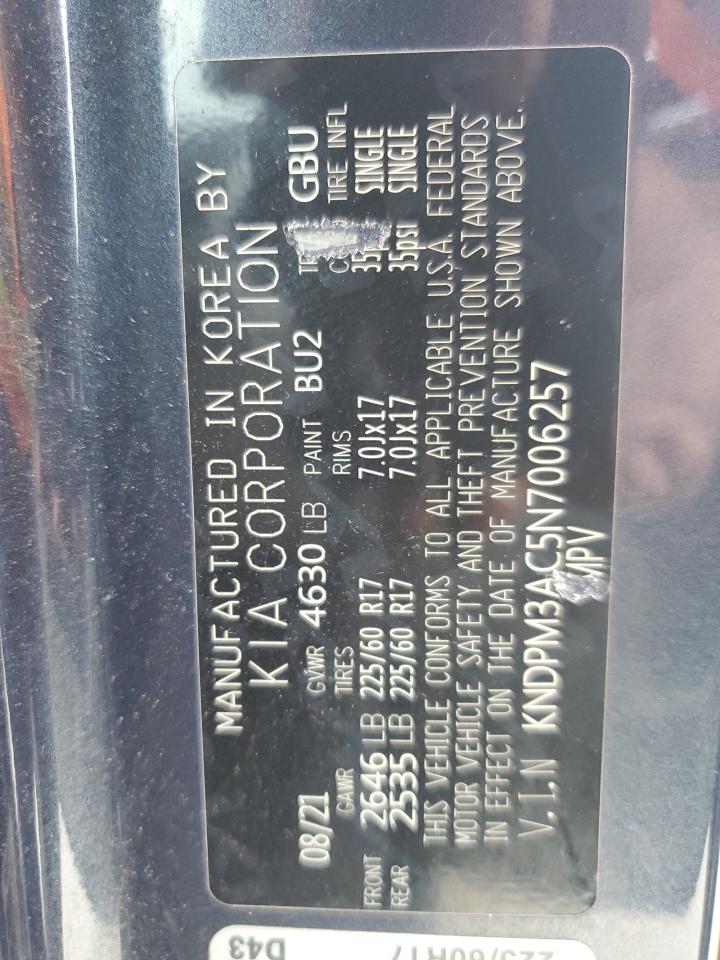 MANUFACTURED IN KOREA BY
KIA CORPORATION
08/21 GVWR 4630 LB PAINT BU2 GBU
GAWR TIRES RIMS TIRE INFL
FRONT 2646 LB 225/60 R17 7.0Jx17 35psi SINGLE
REAR 2535 LB 225/60 R17 7.0Jx17 35psi SINGLE
THIS VEHICLE CONFORMS TO ALL APPLICABLE U.S.A. FEDERAL
MOTOR VEHICLE SAFETY AND THEFT PREVENTION STANDARDS
IN EFFECT ON THE DATE OF MANUFACTURE SHOWN ABOVE.
V.I.N KNDPM3AC5N7006257
MPV
D43